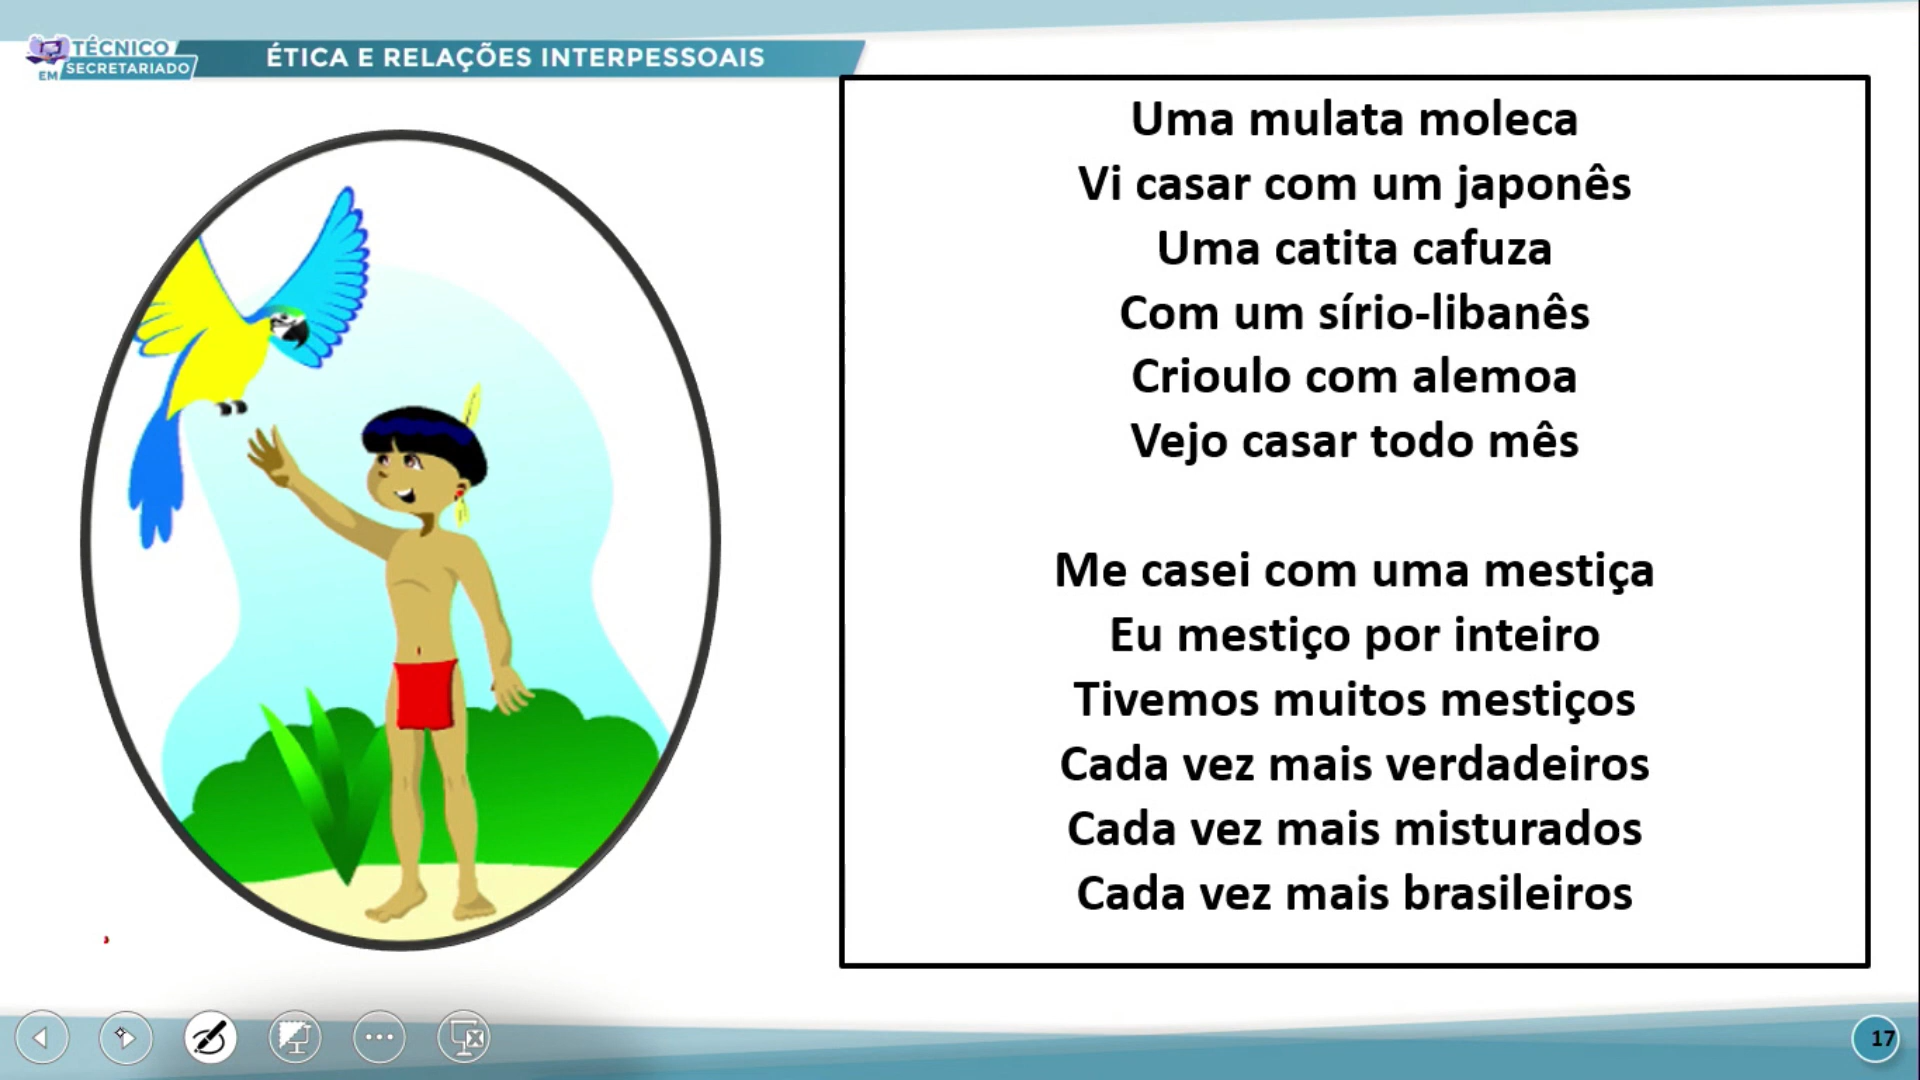 TÉCNICO
EM SECRETARIADO
ÉTICA E RELAÇÕES INTERPESSOAIS
Uma mulata moleca
Vi casar com um japonês
Uma catita cafuza
Com um sírio-libanês
Crioulo com alemoa
Vejo casar todo mês
Me casei com uma mestiça
Eu mestiço por inteiro
Tivemos muitos mestiços
Cada vez mais verdadeiros
Cada vez mais misturados
Cada vez mais brasileiros
17